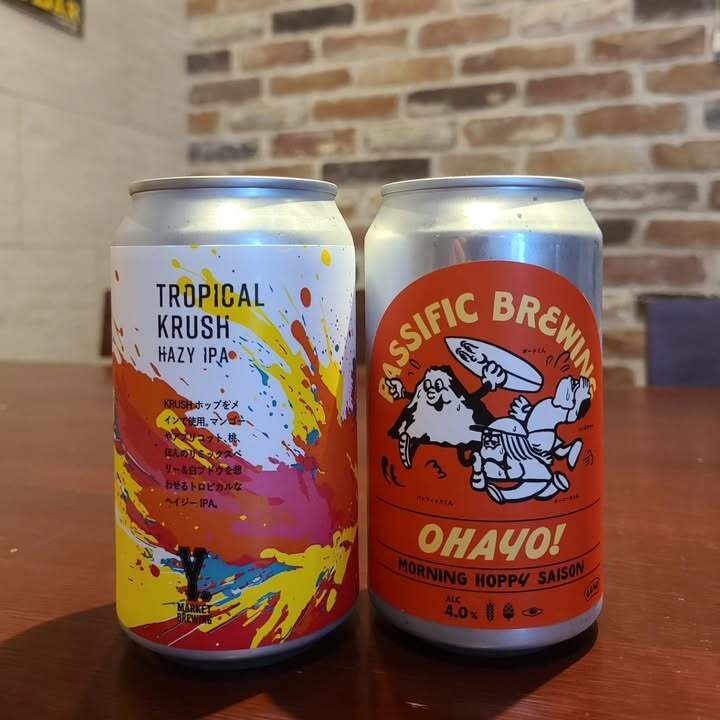 TROPICAL
KRUSH
HAZY IPA
KRUSHホップをメ
インで使用。マンゴー
やアプリコット、桃、
ほんのりミックスベ
リー&白ブドウを想
わせるトロピカルな
ヘイジーIPA。
Y.
MARKET
BREWING
PASSIFIC BREWING
OHAYO!
MORNING HOPPY SAISON
ALC
4.0%